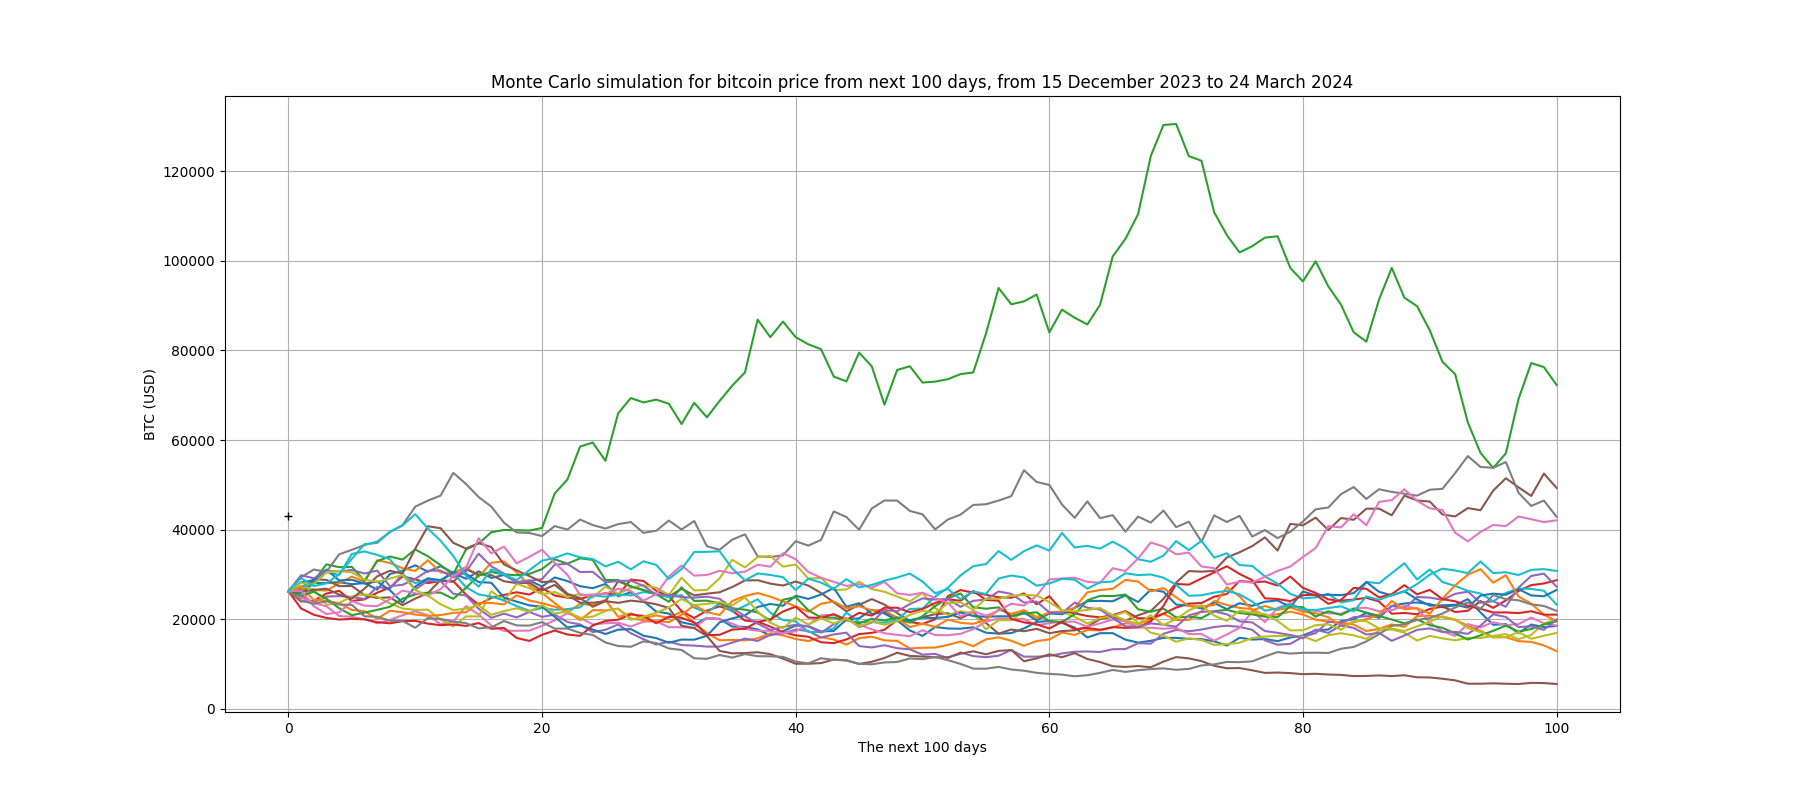 Monte Carlo simulation for bitcoin price from next 100 days, from 15 December 2023 to 24 March 2024
BTC (USD)
120000
100000
80000
60000
40000
20000
0
0 20 40 60 80 100
The next 100 days